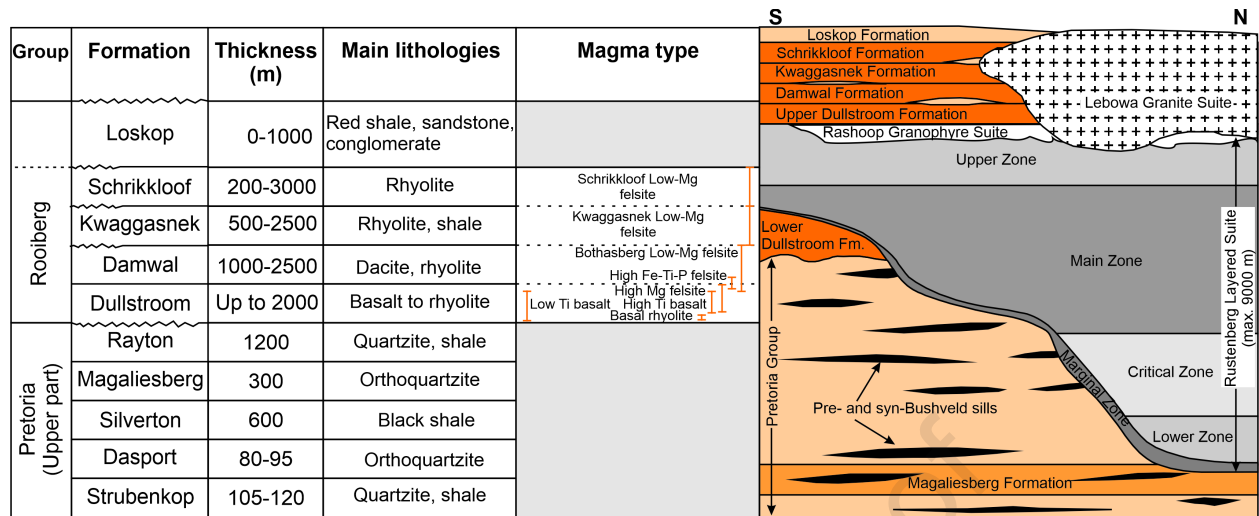 Group
Formation
Thickness
(m)
Main lithologies
Magma type
Rooiberg
Loskop
0-1000
Red shale, sandstone,
conglomerate
Schrikkloof
200-3000
Rhyolite
Schrikkloof Low-Mg
felsite
Kwaggasnek
500-2500
Rhyolite, shale
Kwaggasnek Low-Mg
felsite
Damwal
1000-2500
Dacite, rhyolite
Bothasberg Low-Mg felsite
High Fe-Ti-P felsite
Dullstroom
Up to 2000
Basalt to rhyolite
High Mg felsite
Low Ti basalt
High Ti basalt
Basal rhyolite
Pretoria
(Upper part)
Rayton
1200
Quartzite, shale
Magaliesberg
300
Orthoquartzite
Silverton
600
Black shale
Dasport
80-95
Orthoquartzite
Strubenkop
105-120
Quartzite, shale
S
N
Loskop Formation
Schrikkloof Formation
Kwaggasnek Formation
Damwal Formation
Upper Dullstroom Formation
Rashoop Granophyre Suite
Lebowa Granite Suite
Upper Zone
Lower
Dullstroom Fm.
Main Zone
Rustenberg Layered Suite
(max. 9000 m)
Pretoria Group
Marginal Zone
Critical Zone
Pre- and syn-Bushveld sills
Lower Zone
Magaliesberg Formation
of